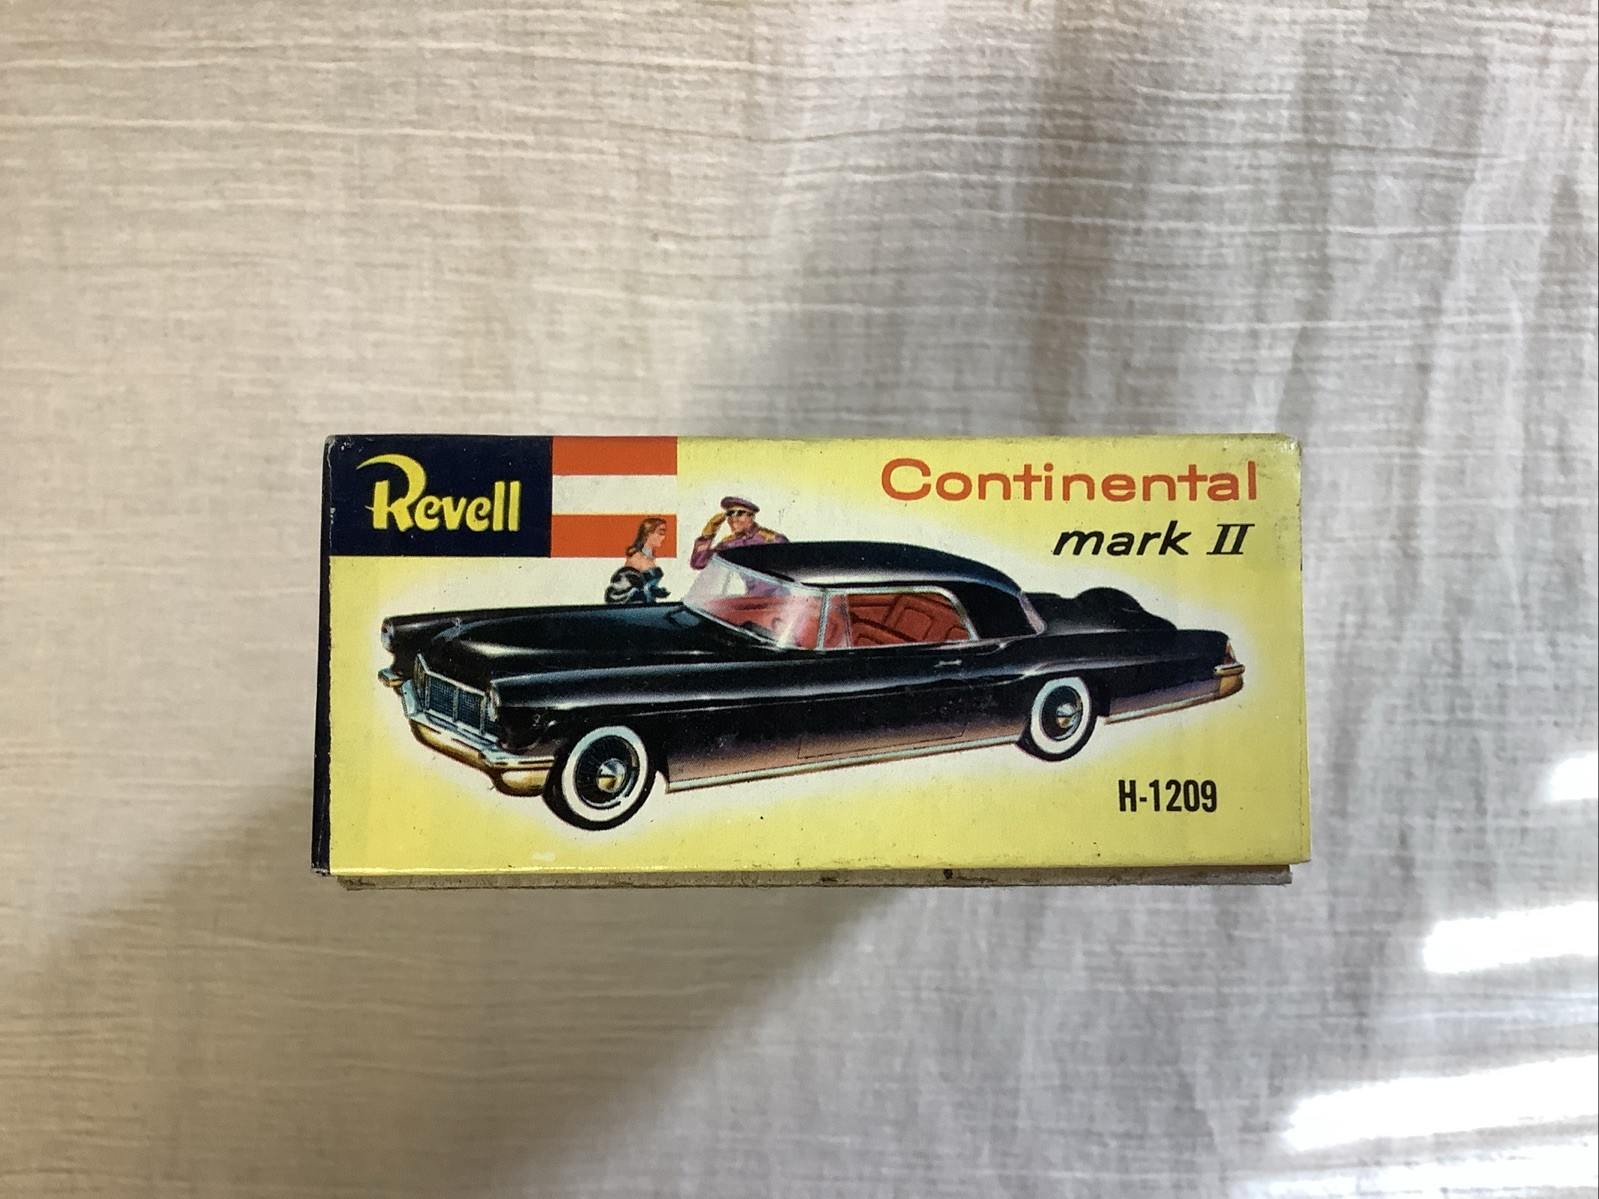 Revell
Continental
mark II
H-1209